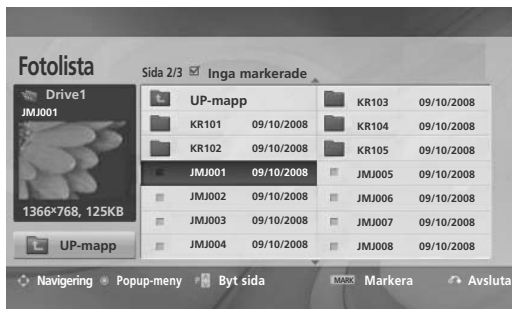 Fotolista
Sida 2/3 Inga markerade
Drive1
JMJ001
1366x768, 125KB
UP-mapp
UP-mapp
KR101 09/10/2008
KR102 09/10/2008
JMJ001 09/10/2008
JMJ002 09/10/2008
JMJ003 09/10/2008
JMJ004 09/10/2008
KR103 09/10/2008
KR104 09/10/2008
KR105 09/10/2008
JMJ005 09/10/2008
JMJ006 09/10/2008
JMJ007 09/10/2008
JMJ008 09/10/2008
Navigering Popup-meny P Byt sida MARK Markera Avsluta